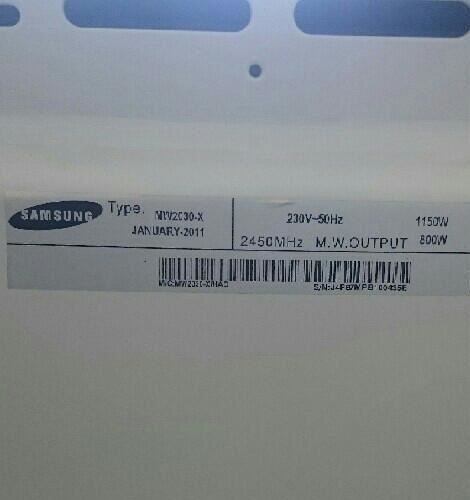 SAMSUNG Type. MW2030-X 230V~50Hz 1150W
JANUARY-2011 2450MHz M.W.OUTPUT 800W